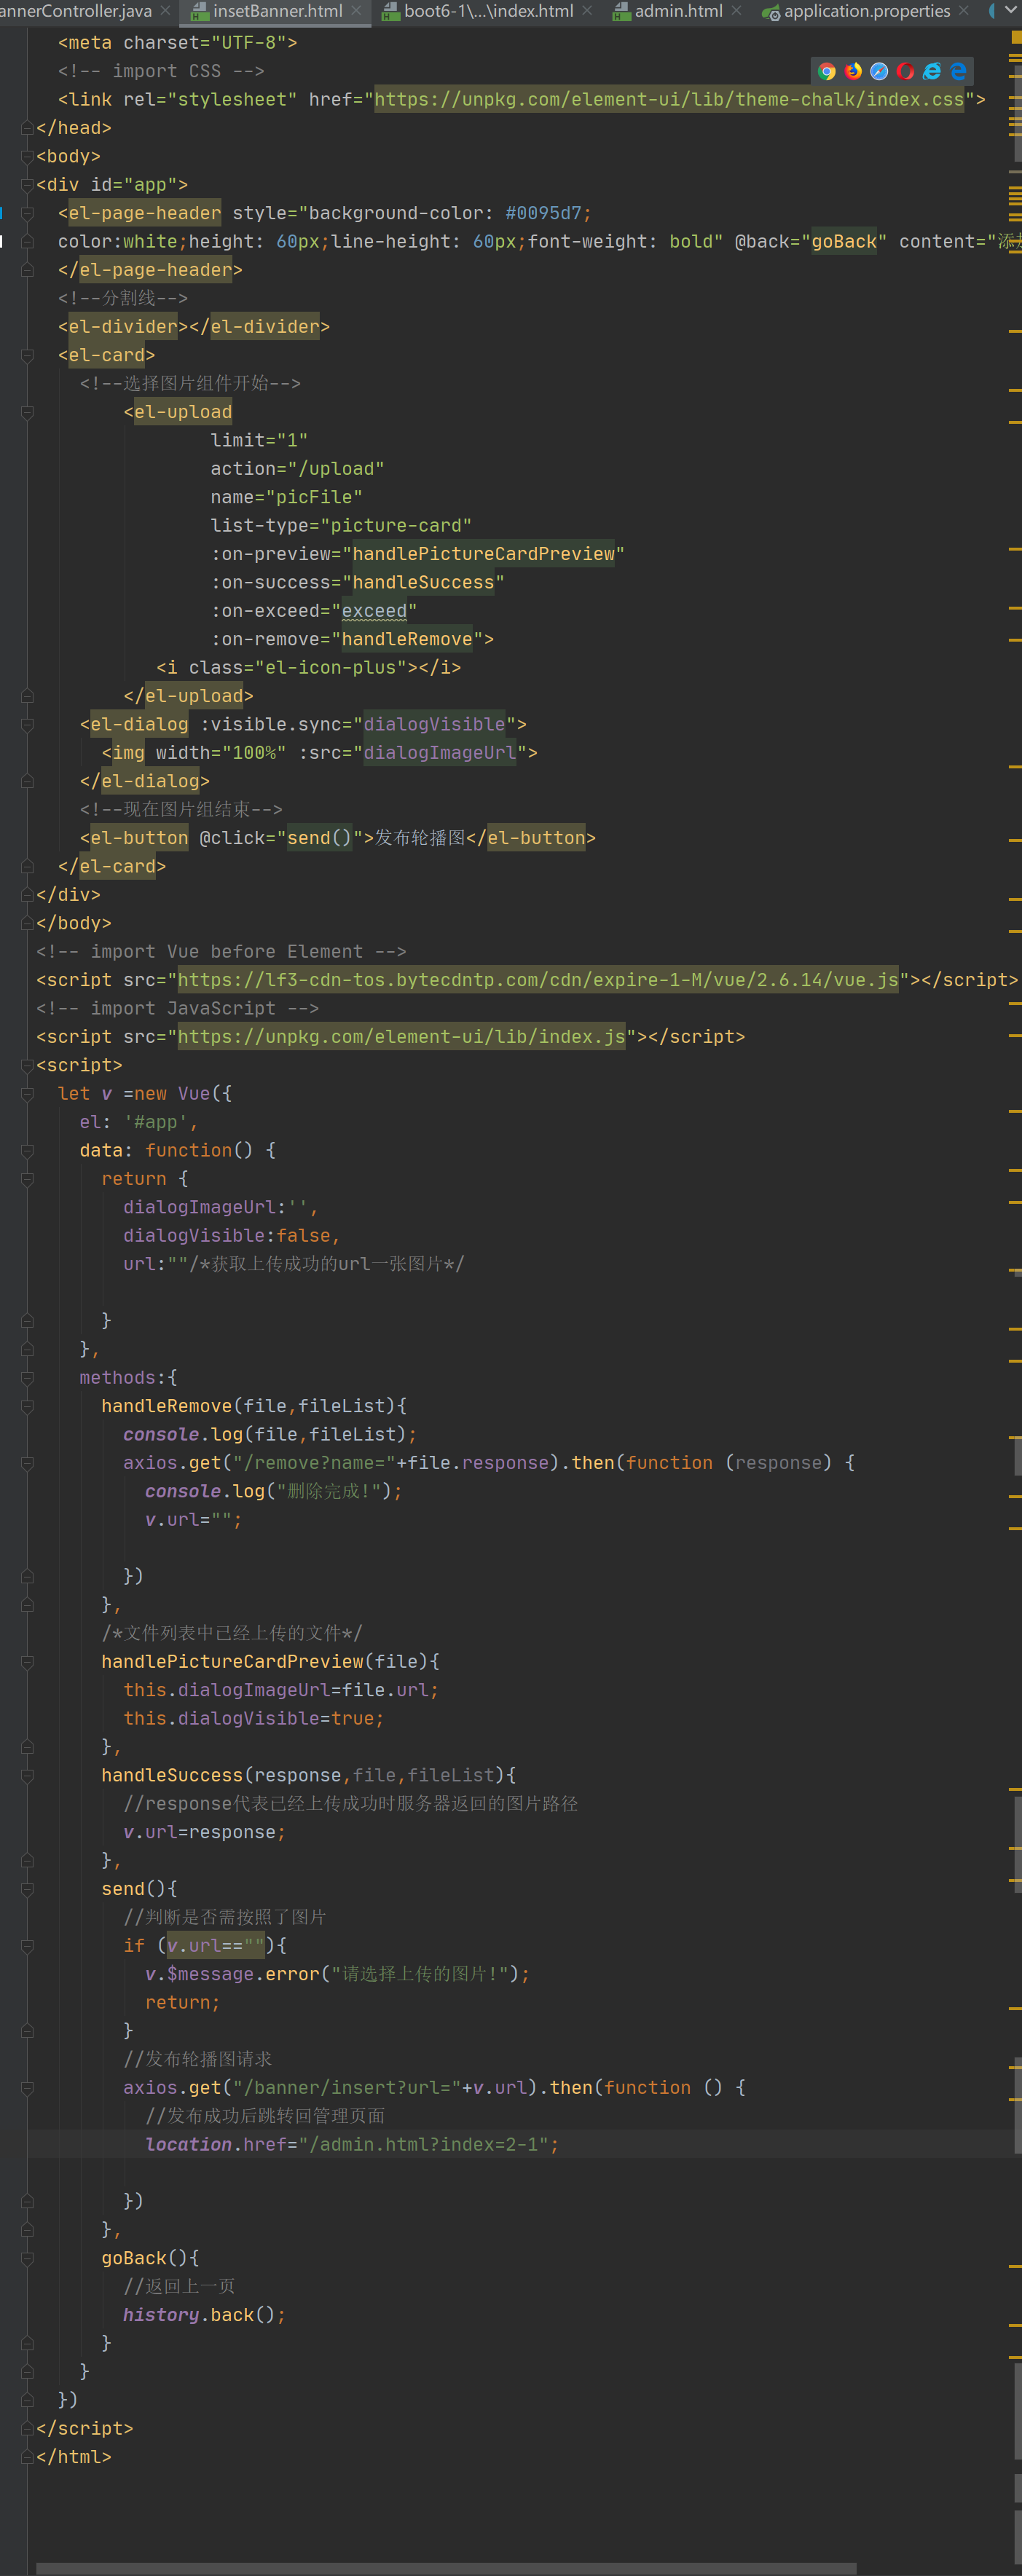 annerController.java insetBanner.html boot6-1\...\index.html admin.html application.properties
<meta charset="UTF-8">
<!-- import CSS -->
<link rel="stylesheet" href="https://unpkg.com/element-ui/lib/theme-chalk/index.css">
</head>
<body>
<div id="app">
<el-page-header style="background-color: #0095d7;
color:white;height: 60px;line-height: 60px;font-weight: bold" @back="goBack" content="添
</el-page-header>
<!--分割线-->
<el-divider></el-divider>
<el-card>
<!--选择图片组件开始-->
<el-upload
limit="1"
action="/upload"
name="picFile"
list-type="picture-card"
:on-preview="handlePictureCardPreview"
:on-success="handleSuccess"
:on-exceed="exceed"
:on-remove="handleRemove">
<i class="el-icon-plus"></i>
</el-upload>
<el-dialog :visible.sync="dialogVisible">
<img width="100%" :src="dialogImageUrl">
</el-dialog>
<!--现在图片组结束-->
<el-button @click="send()">发布轮播图</el-button>
</el-card>
</div>
</body>
<!-- import Vue before Element -->
<script src="https://lf3-cdn-tos.bytecdntp.com/cdn/expire-1-M/vue/2.6.14/vue.js"></script>
<!-- import JavaScript -->
<script src="https://unpkg.com/element-ui/lib/index.js"></script>
<script>
let v =new Vue({
el: '#app',
data: function() {
return {
dialogImageUrl:'',
dialogVisible:false,
url:""/*获取上传成功的url一张图片*/
}
},
methods:{
handleRemove(file,fileList){
console.log(file,fileList);
axios.get("/remove?name="+file.response).then(function (response) {
console.log("删除完成!");
v.url="";
})
},
/*文件列表中已经上传的文件*/
handlePictureCardPreview(file){
this.dialogImageUrl=file.url;
this.dialogVisible=true;
},
handleSuccess(response,file,fileList){
//response代表已经上传成功时服务器返回的图片路径
v.url=response;
},
send(){
//判断是否需按照了图片
if (v.url==""){
v.$message.error("请选择上传的图片!");
return;
}
//发布轮播图请求
axios.get("/banner/insert?url="+v.url).then(function () {
//发布成功后跳转回管理页面
location.href="/admin.html?index=2-1";
})
},
goBack(){
//返回上一页
history.back();
}
}
})
</script>
</html>